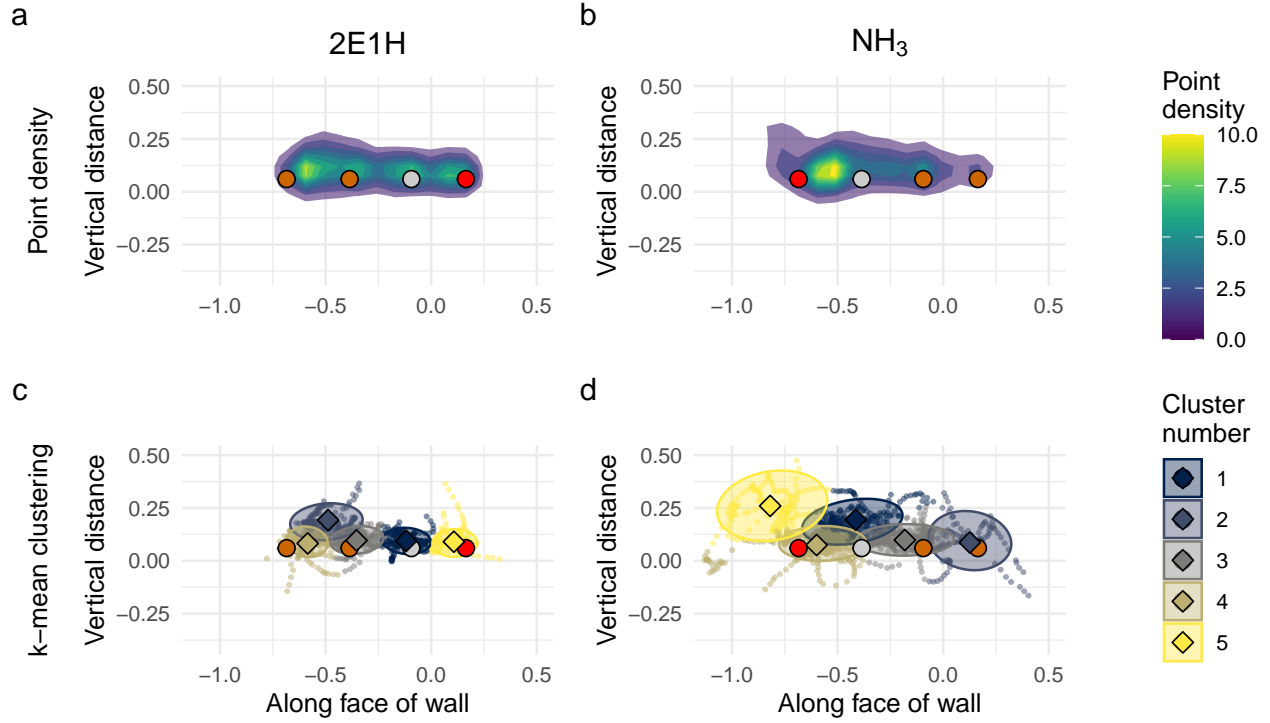 a
b
2E1H
NH₃
Point density
Vertical distance
0.50
0.25
0.00
−0.25
−1.0 −0.5 0.0 0.5
Vertical distance
0.50
0.25
0.00
−0.25
−1.0 −0.5 0.0 0.5
Point
density
10.0
7.5
5.0
2.5
0.0
c
d
k−mean clustering
Vertical distance
0.50
0.25
0.00
−0.25
−1.0 −0.5 0.0 0.5
Along face of wall
Vertical distance
0.50
0.25
0.00
−0.25
−1.0 −0.5 0.0 0.5
Along face of wall
Cluster
number
1
2
3
4
5